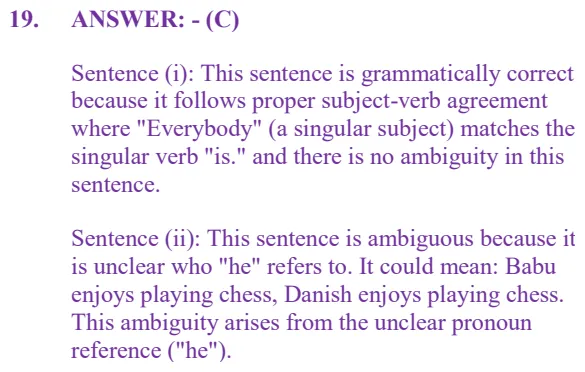 19. ANSWER: - (C)
Sentence (i): This sentence is grammatically correct
because it follows proper subject-verb agreement
where "Everybody" (a singular subject) matches the
singular verb "is." and there is no ambiguity in this
sentence.
Sentence (ii): This sentence is ambiguous because it
is unclear who "he" refers to. It could mean: Babu
enjoys playing chess, Danish enjoys playing chess.
This ambiguity arises from the unclear pronoun
reference ("he").